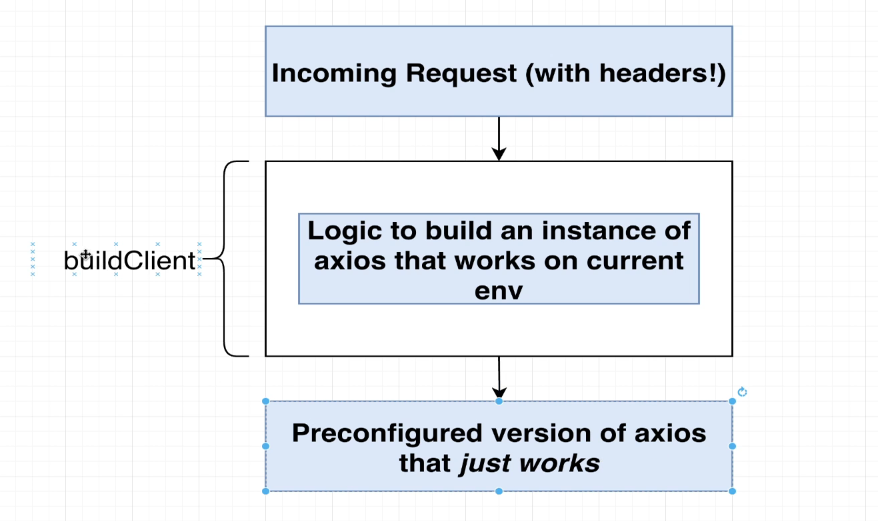 Incoming Request (with headers!)
Logic to build an instance of
axios that works on current
env
buildClient
Preconfigured version of axios
that just works